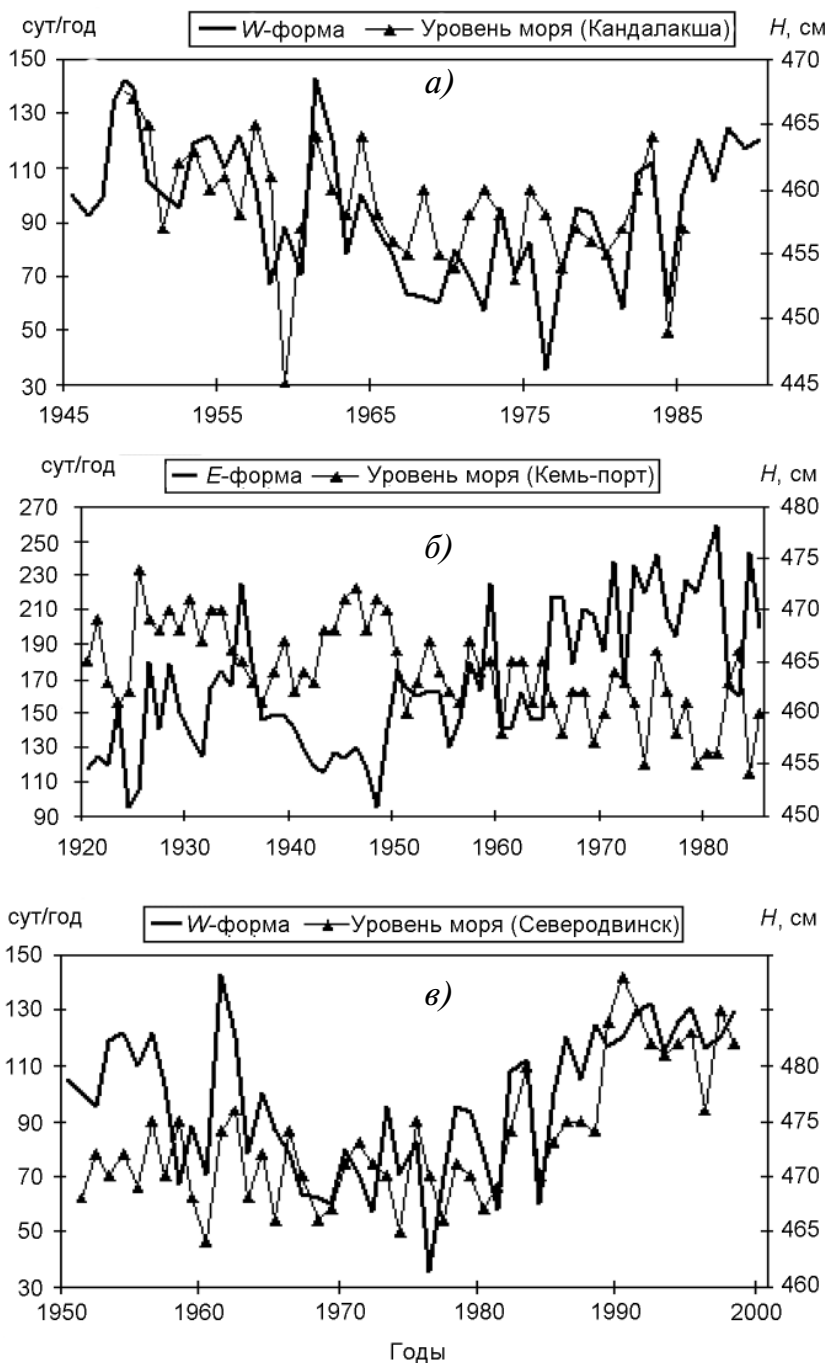 сут/год
W-форма Уровень моря (Кандалакша)
H, см
а)
150 470
130 465
110 460
90 455
70 450
50
30 445
1945 1955 1965 1975 1985
сут/год
E-форма Уровень моря (Кемь-порт)
H, см
б)
270 480
250 475
230
210 470
190
170 465
150 460
130
110 455
90 450
1920 1930 1940 1950 1960 1970 1980
сут/год
W-форма Уровень моря (Северодвинск)
H, см
в)
150
130
110 480
90 475
70 470
50 465
30 460
1950 1960 1970 1980 1990 2000
Годы